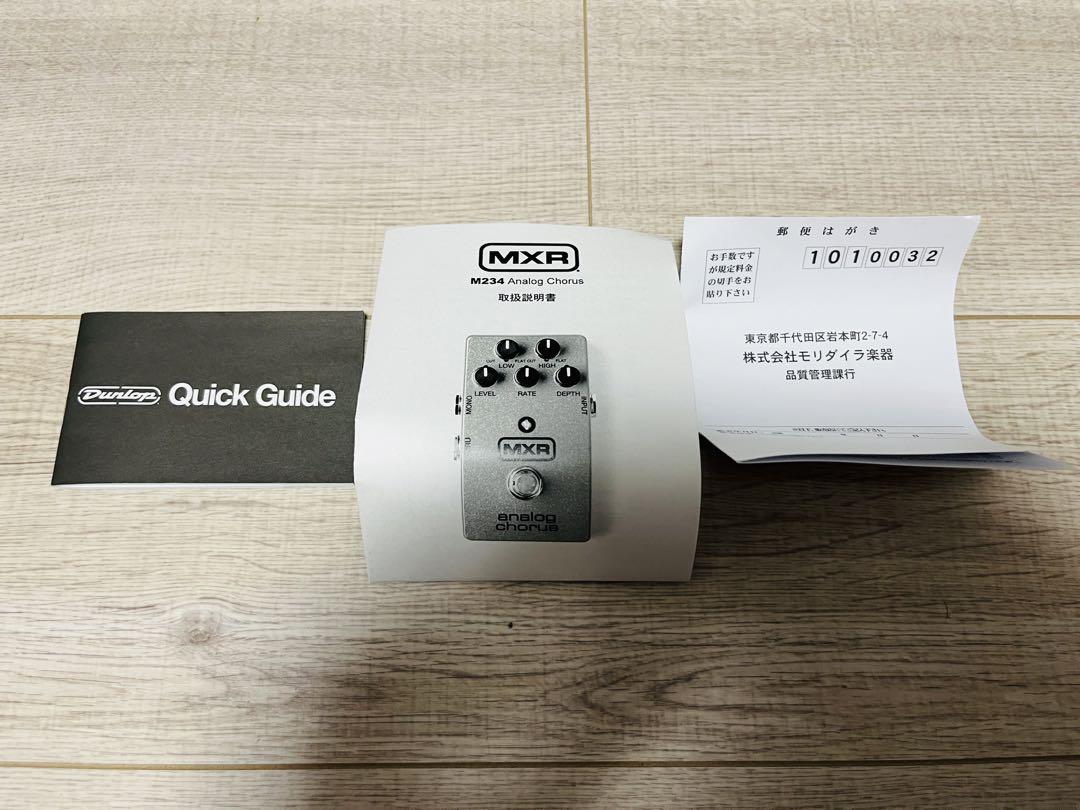 Dunlop Quick Guide
MXR
M234 Analog Chorus
取扱説明書
CUT
FLAT
CUT
FLAT
LOW
HIGH
LEVEL
RATE
DEPTH
MONO
INPUT
MXR
analog
chorus
郵便はがき
お手数です
が規定料金
の切手をお
貼り下さい
1010032
東京都千代田区岩本町2-7-4
株式会社モリダイラ楽器
品質管理課行